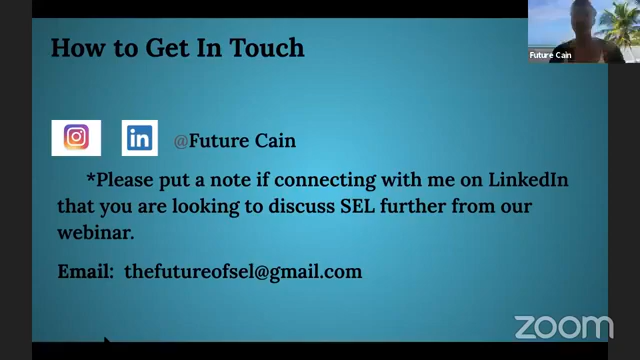 How to Get In Touch
Future Cain
in @Future Cain
*Please put a note if connecting with me on LinkedIn
that you are looking to discuss SEL further from our
webinar.
Email: thefutureofsel@gmail.com
zoom